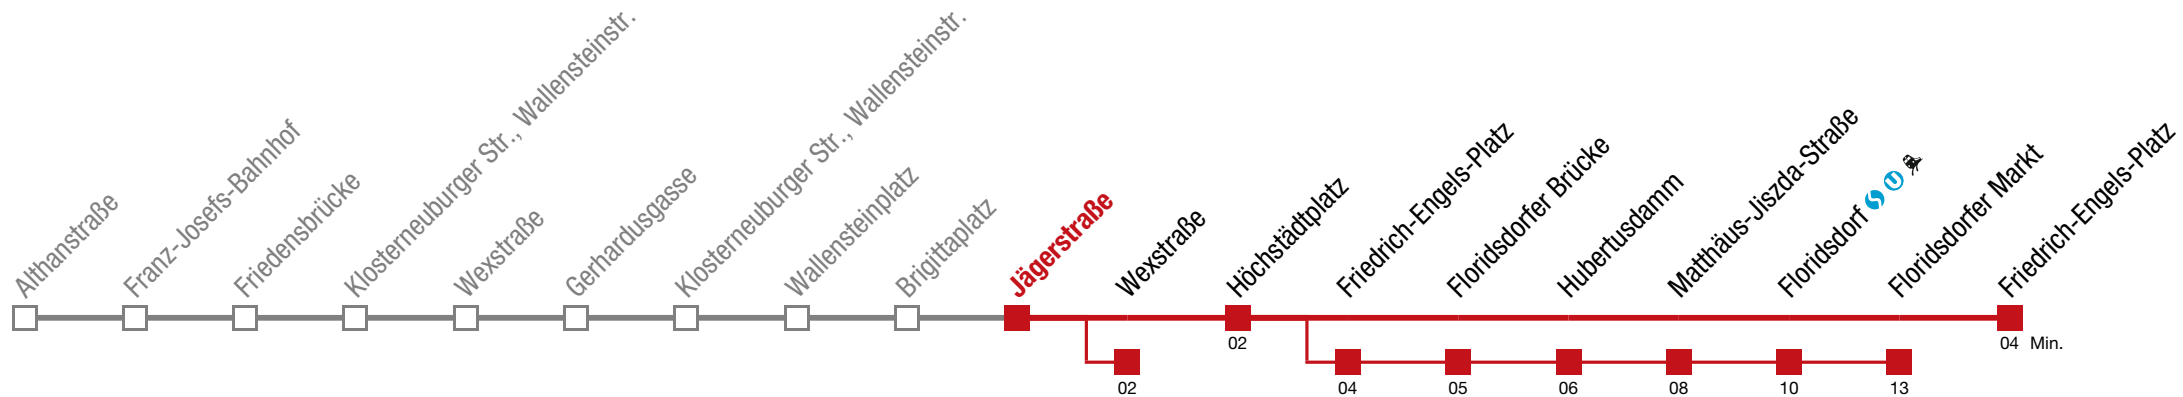 Althanstraße
Franz-Josefs-Bahnhof
Friedensbrücke
Klosterneuburger Str., Wallensteinstr.
Wexstraße
Gerhardusgasse
Klosterneuburger Str., Wallensteinstr.
Wallensteinplatz
Brigittaplatz
Jägerstraße
Wexstraße
Höchstädtplatz
Friedrich-Engels-Platz
Floridsdorfer Brücke
Hubertusdamm
Matthäus-Jiszda-Straße
Floridsdorf S U
Floridsdorfer Markt
Friedrich-Engels-Platz
02
04 Min.
02
04
05
06
08
10
13